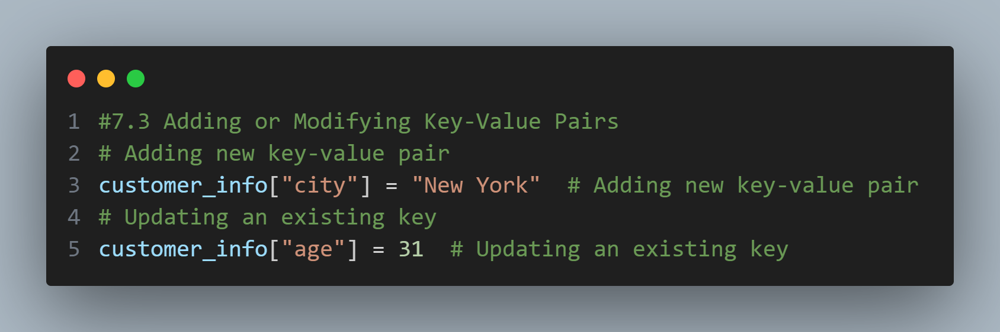 1 #7.3 Adding or Modifying Key-Value Pairs
2 # Adding new key-value pair
3 customer_info["city"] = "New York"  # Adding new key-value pair
4 # Updating an existing key
5 customer_info["age"] = 31  # Updating an existing key